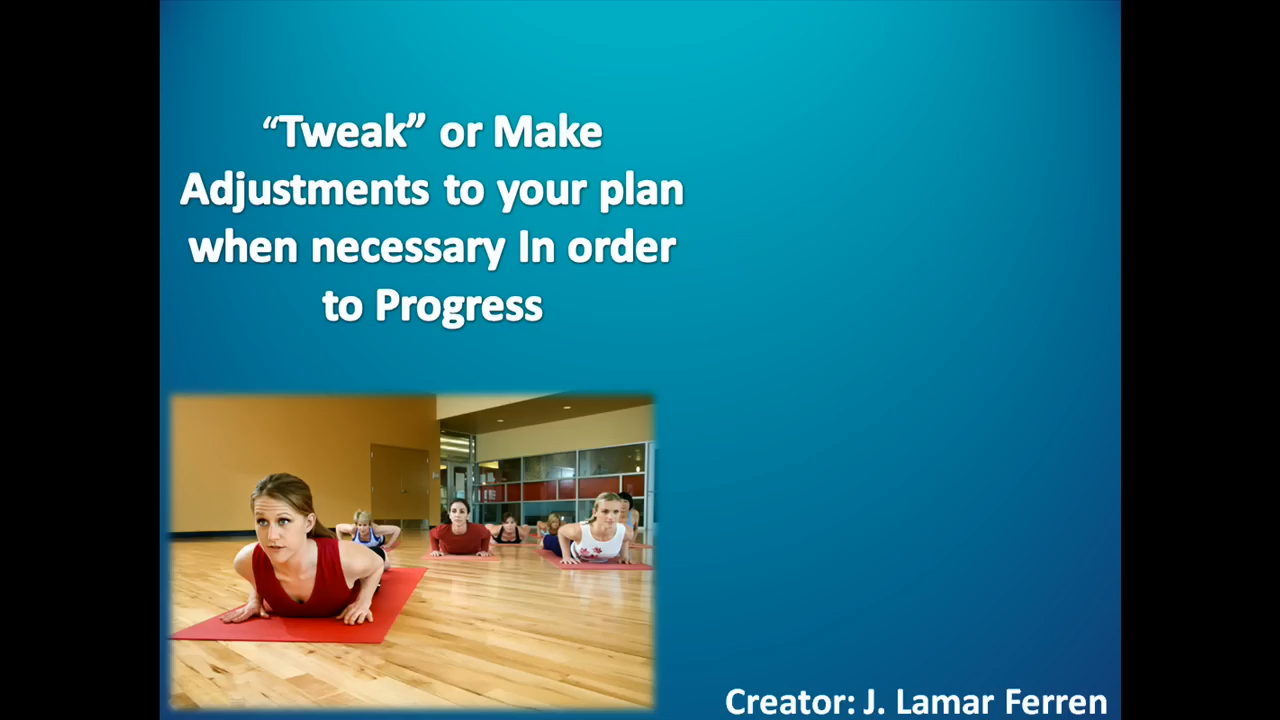 “Tweak” or Make
Adjustments to your plan
when necessary In order
to Progress
Creator: J. Lamar Ferren